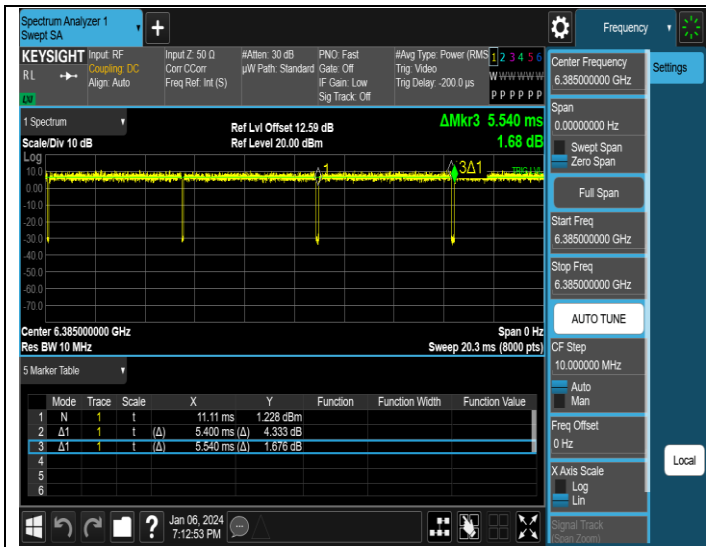 Spectrum Analyzer 1
Swept SA
Frequency
KEYSIGHT
RL
Input: RF
Coupling: DC
Align: Auto
Input Z: 50 Ω
Corr CCorr
Freq Ref: Int (S)
#Atten: 30 dB
µW Path: Standard
PNO: Fast
Gate: Off
IF Gain: Low
Sig Track: Off
#Avg Type: Power (RMS
Trig: Video
Trig Delay: -200.0 µs
1 2 3 4 5 6
W W W W W W
P P P P P P
1 Spectrum
Scale/Div 10 dB
Ref Lvl Offset 12.59 dB
Ref Level 20.00 dBm
ΔMkr3 5.540 ms
1.68 dB
Log
10.0
0.00
-10.0
-20.0
-30.0
-40.0
-50.0
-60.0
-70.0
1
3Δ1
Center 6.385000000 GHz
Res BW 10 MHz
Span 0 Hz
Sweep 20.3 ms (8000 pts)
5 Marker Table
Mode Trace Scale X Y Function Function Width Function Value
1 N 1 t 11.11 ms 1.228 dBm
2 Δ1 1 t (Δ) 5.400 ms (Δ) 4.333 dB
3 Δ1 1 t (Δ) 5.540 ms (Δ) 1.676 dB
4
5
6
Jan 06, 2024
7:12:53 PM
Center Frequency
6.385000000 GHz
Span
0.00000000 Hz
Swept Span
Zero Span
Full Span
Start Freq
6.385000000 GHz
Stop Freq
6.385000000 GHz
AUTO TUNE
CF Step
10.000000 MHz
Auto
Man
Freq Offset
0 Hz
X Axis Scale
Log
Lin
Signal Track
(Span Zoom)
Settings
Local